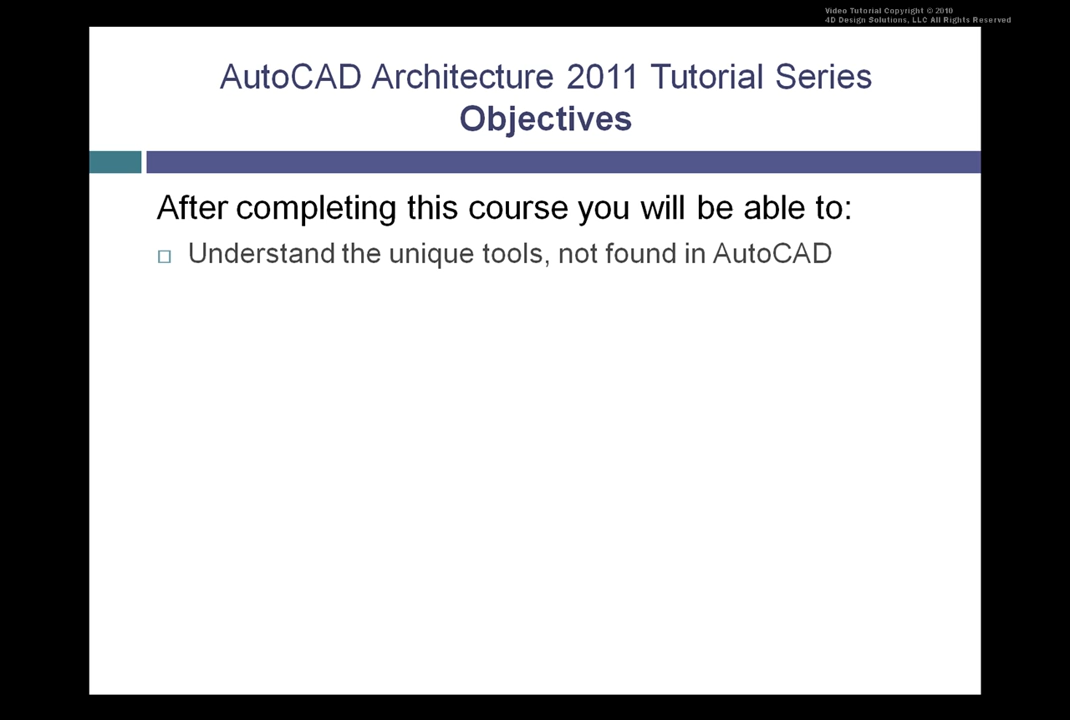 Video Tutorial Copyright © 2010
4D Design Solutions, LLC All Rights Reserved
AutoCAD Architecture 2011 Tutorial Series
Objectives
After completing this course you will be able to:
Understand the unique tools, not found in AutoCAD